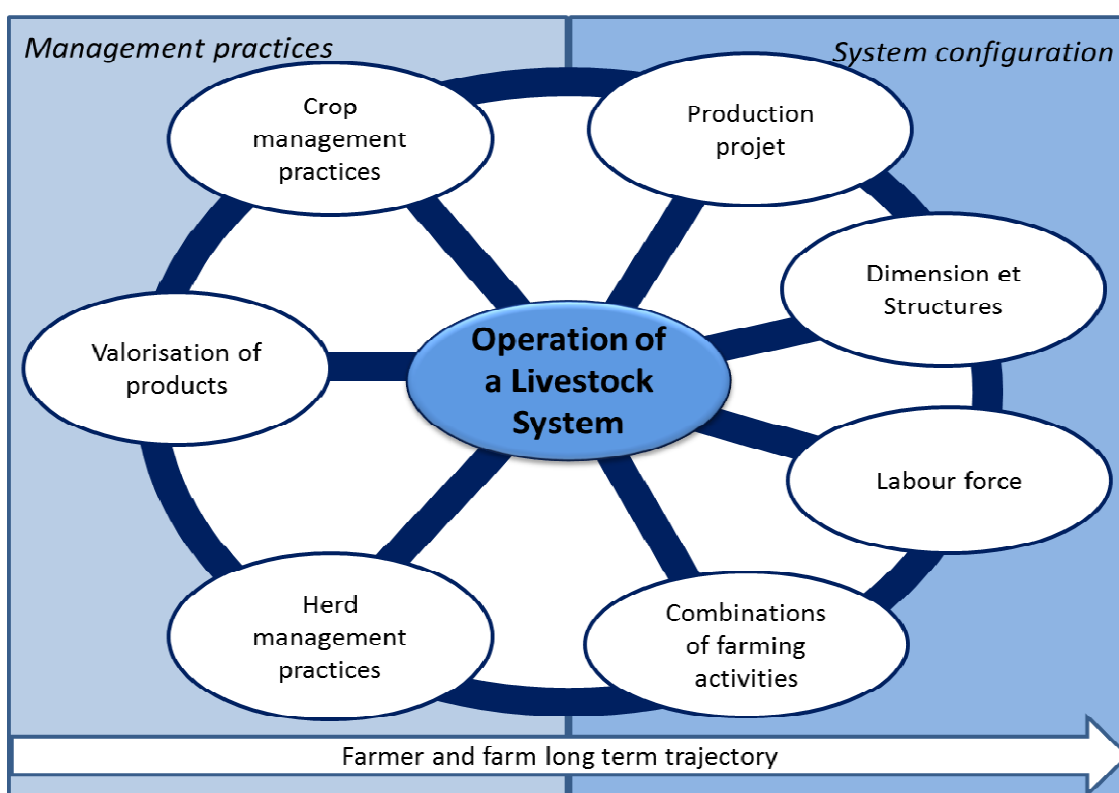 Management practices
System configuration
Crop
management
practices
Production
projet
Dimension et
Structures
Valorisation of
products
Operation of
a Livestock
System
Labour force
Herd
management
practices
Combinations
of farming
activities
Farmer and farm long term trajectory